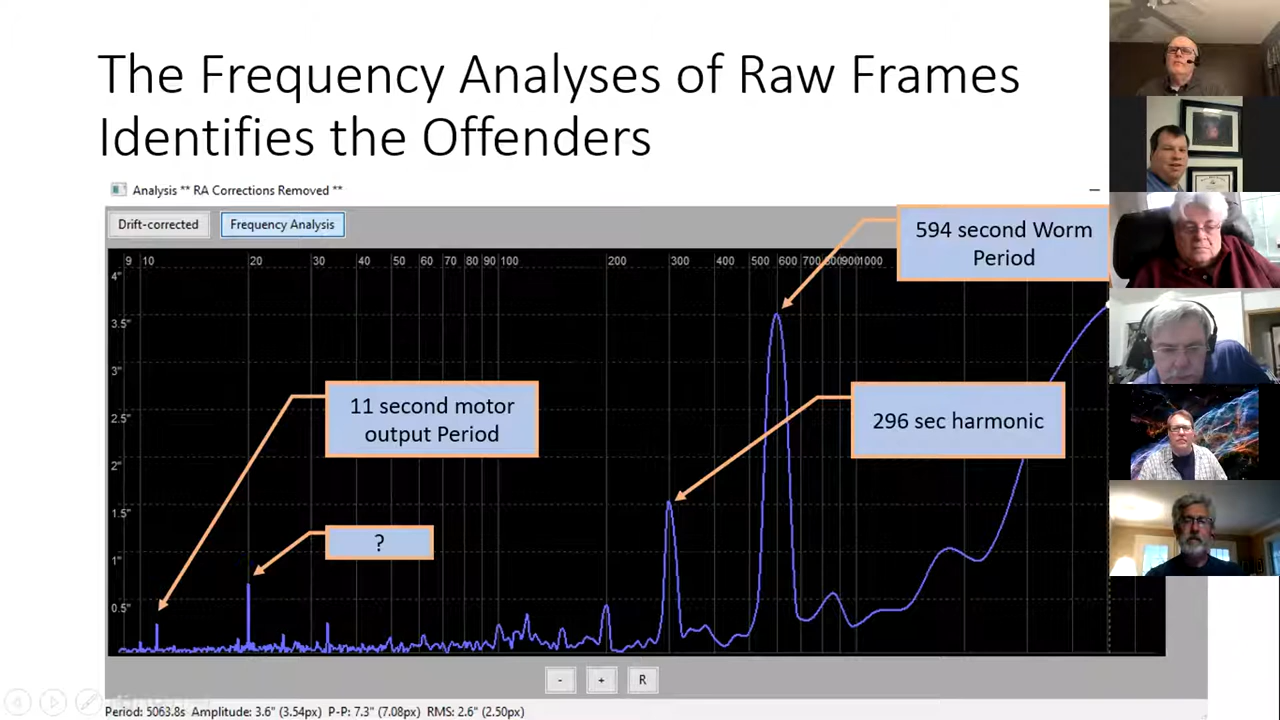 The Frequency Analyses of Raw Frames
Identifies the Offenders
Analysis ** RA Corrections Removed **
Drift-corrected
Frequency Analysis
594 second Worm
Period
9 10 20 30 40 50 60 70 80 90 100 200 300 400 500 600 700 800 900 1000
4"
3.5"
3"
2.5"
2"
1.5"
1"
0.5"
11 second motor
output Period
296 sec harmonic
?
- + R
Period: 5063.8s Amplitude: 3.6" (3.54px) P-P: 7.3" (7.08px) RMS: 2.6" (2.50px)